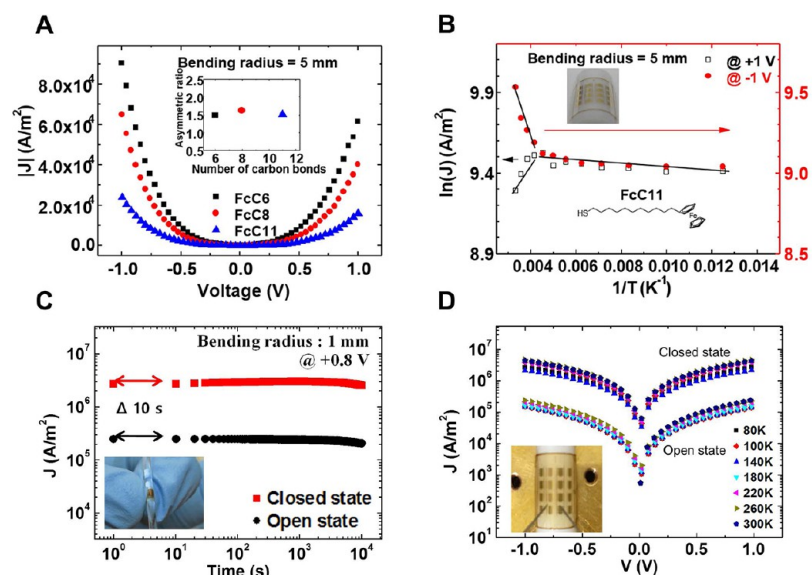 A
Bending radius = 5 mm
|J| (A/m²)
8.0x10⁴
6.0x10⁴
4.0x10⁴
2.0x10⁴
0.0
Asymmetric ratio
2.5
2.0
1.5
1.0
0.5
6 8 10 12
Number of carbon bonds
FcC6
FcC8
FcC11
-1.0 -0.5 0.0 0.5 1.0
Voltage (V)
B
Bending radius = 5 mm
@ +1 V
@ -1 V
ln(J) (A/m²)
9.9
9.4
8.9
9.5
9.0
8.5
FcC11
HS
Fe
0.004 0.006 0.008 0.010 0.012 0.014
1/T (K⁻¹)
C
Bending radius : 1 mm
@ +0.8 V
J (A/m²)
10⁷
10⁶
10⁵
10⁴
10³
10²
Δ 10 s
Closed state
Open state
10⁰ 10¹ 10² 10³ 10⁴
Time (s)
D
J (A/m²)
10⁷
10⁶
10⁵
10⁴
10³
10²
10¹
Closed state
Open state
80K
100K
140K
180K
220K
260K
300K
-1.0 -0.5 0.0 0.5 1.0
V (V)